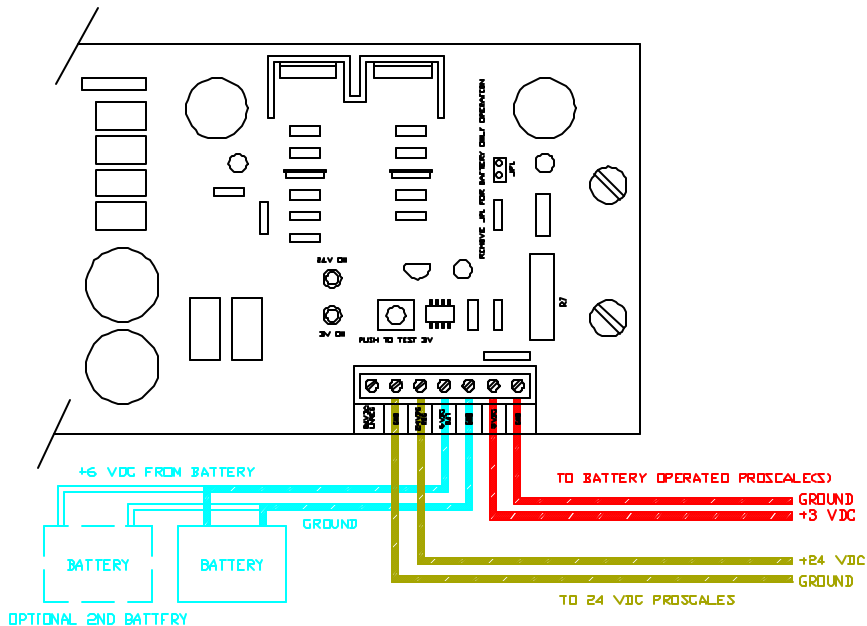 REMOVE JP1 FOR BATTERY ONLY OPERATION
JP1
24V ON
R7
3V ON
PUSH TO TEST 3V
+6 VDC FROM BATTERY
TO BATTERY OPERATED PROSCALE(S)
GROUND
+3 VDC
GROUND
+24 VDC
BATTERY
BATTERY
GROUND
TO 24 VDC PROSCALES
OPTIONAL 2ND BATTERY